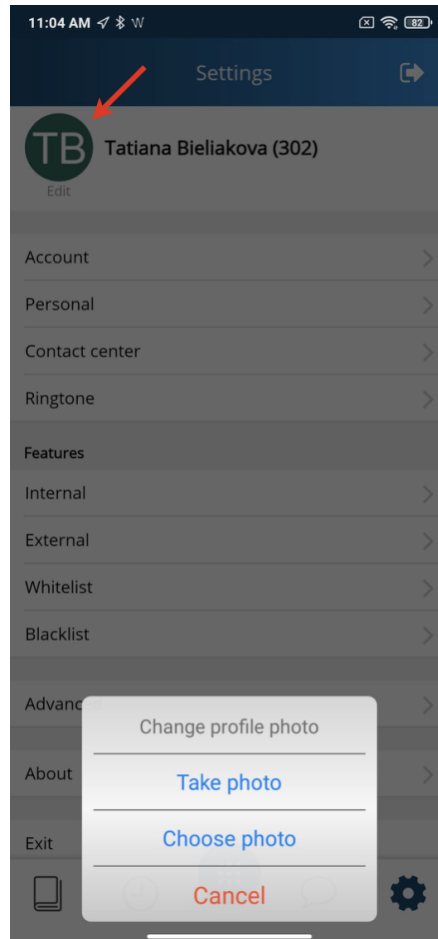 11:04 AM W 82
Settings
TB
Tatiana Bieliakova (302)
Edit
Account
Personal
Contact center
Ringtone
Features
Internal
External
Whitelist
Blacklist
Advanc
Change profile photo
About
Take photo
Choose photo
Exit
Cancel